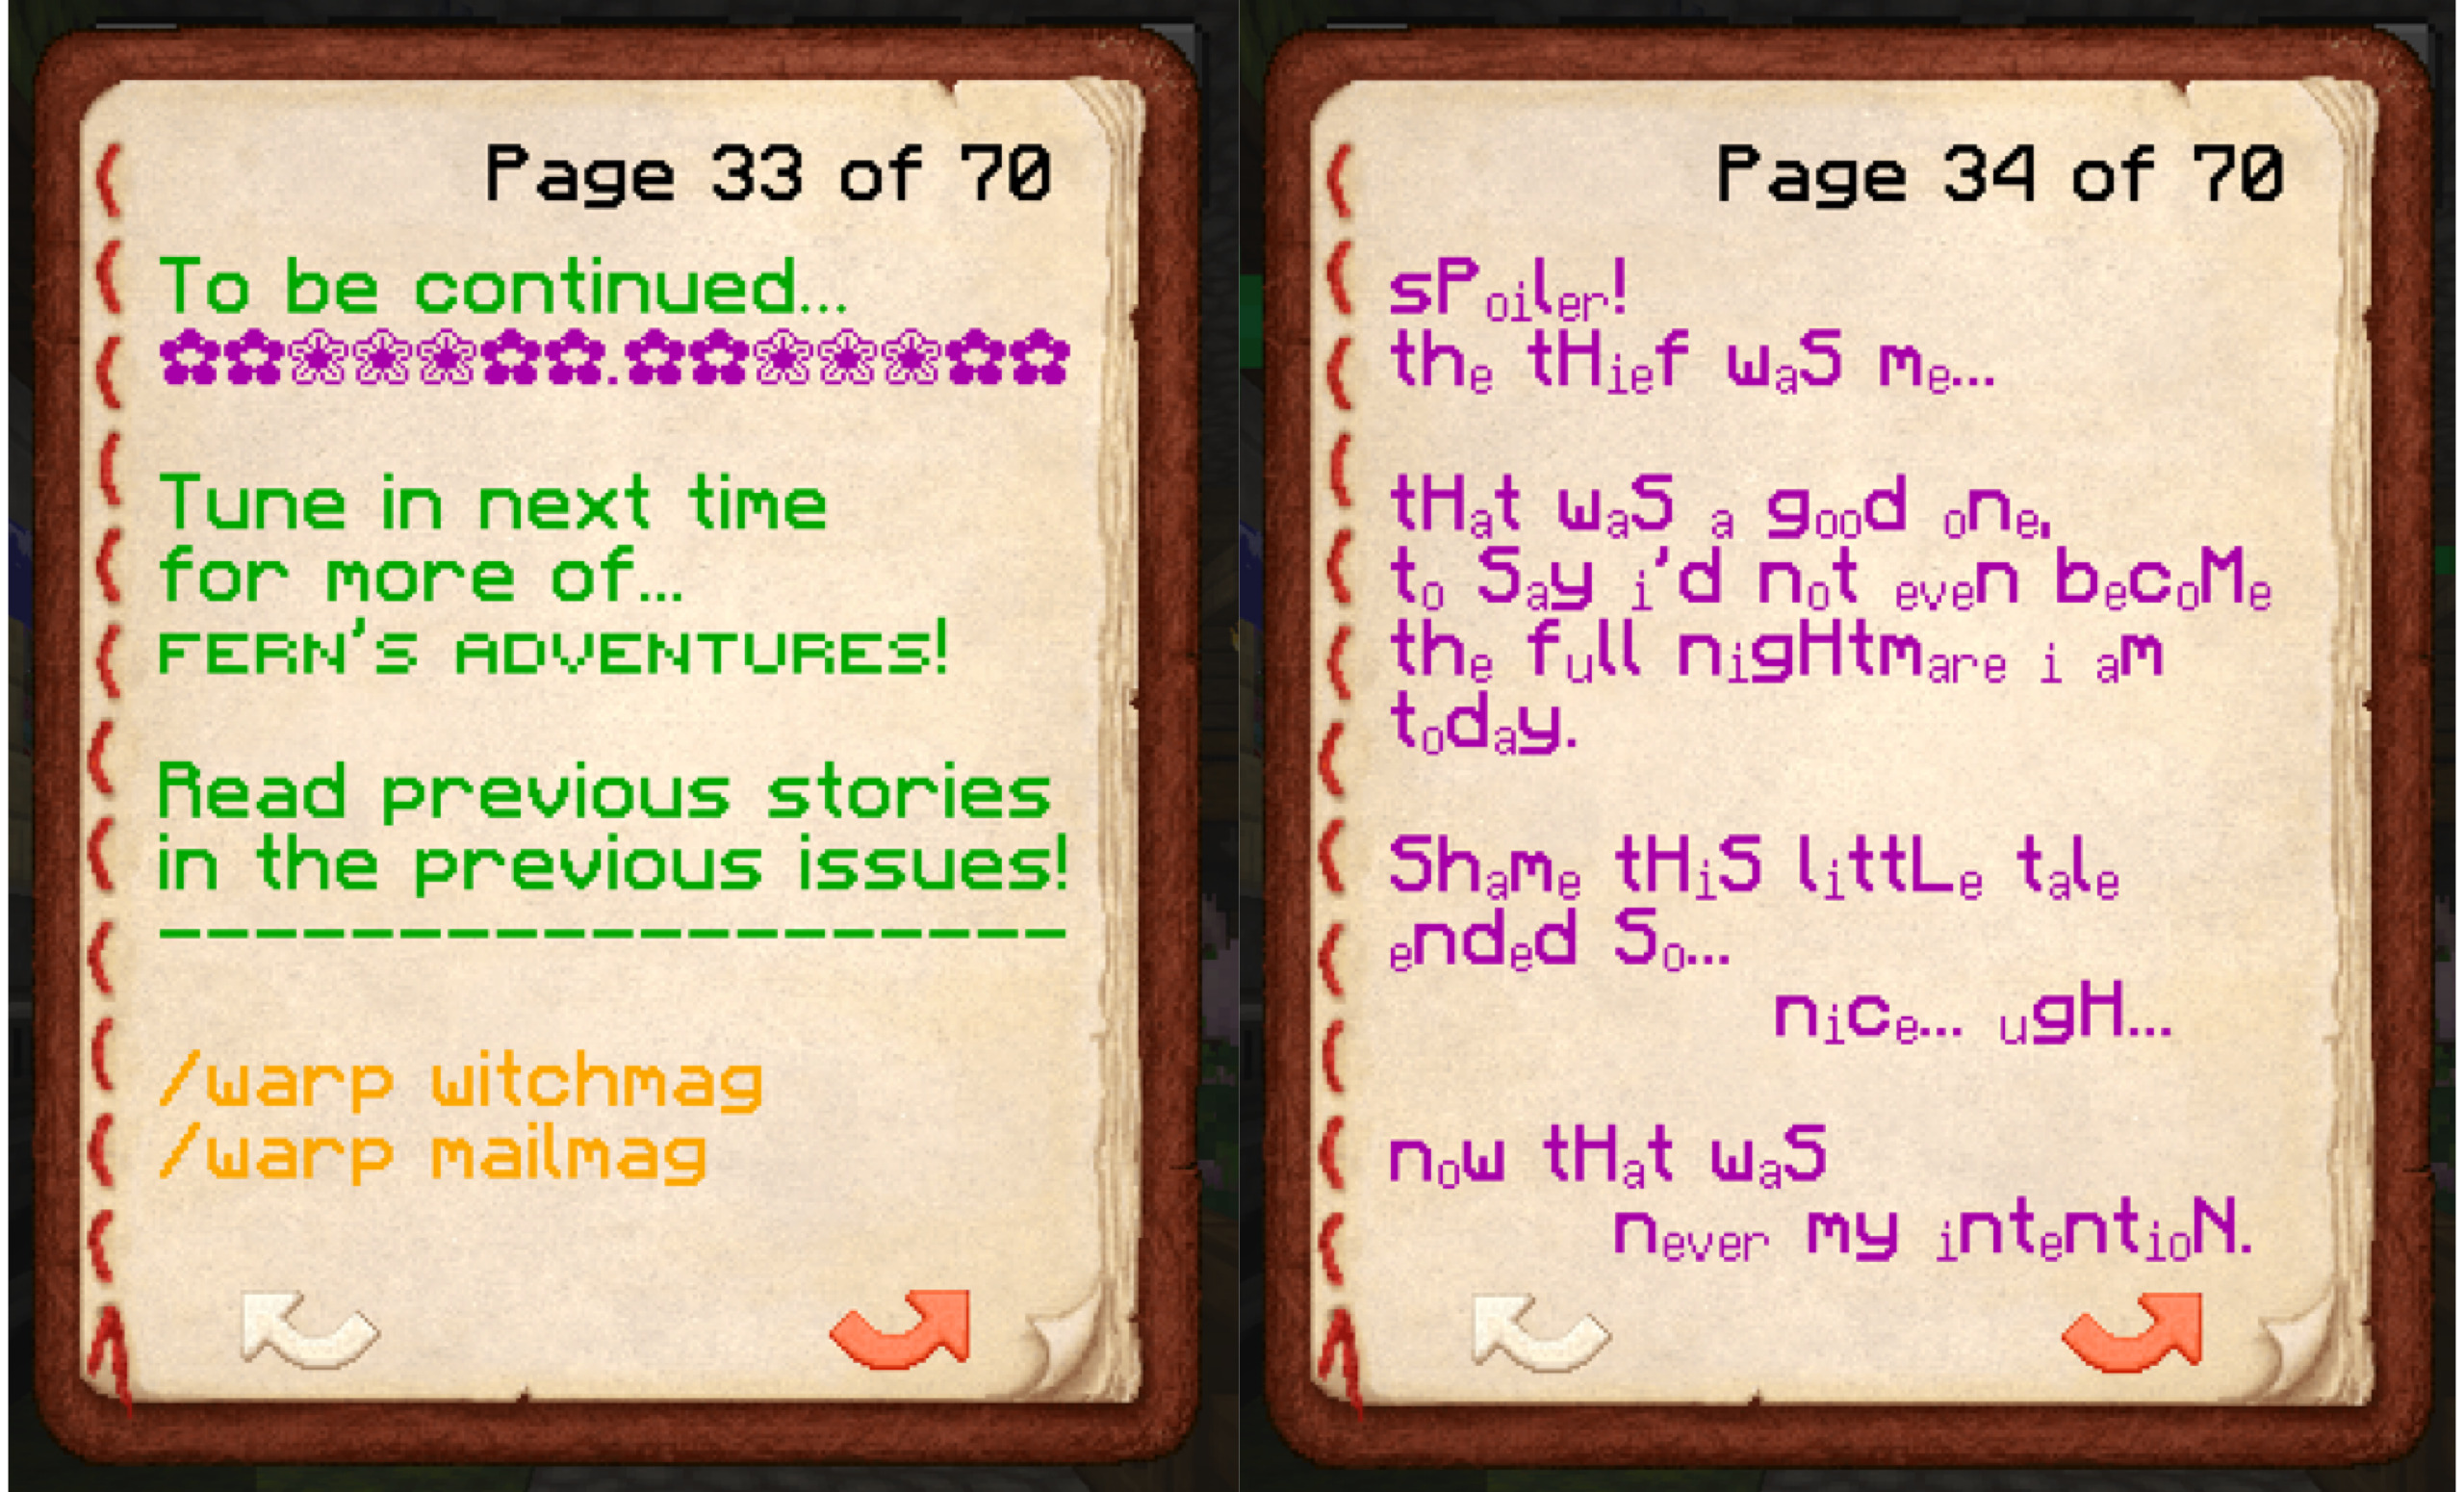 Page 33 of 70
To be continued...
✿✿❀❀❀✿✿.✿✿❀❀❀✿✿
Tune in next time
for more of...
FERN'S ADVENTURES!
Read previous stories
in the previous issues!
-------------------
/warp witchmag
/warp mailmag
Page 34 of 70
sPₒᵢlₑᵣ!
thₑ tHᵢₑf wₐS mₑ...
tHₐt wₐS ₐ gₒₒd ₒnₑ,
tₒ Sₐy ᵢ'd nₒt ₑᵥₑn bₑcₒMₑ
thₑ fᵤll nᵢgHtmₐᵣₑ ᵢ ₐm
tₒdₐy.
Shₐmₑ tHᵢS lᵢttLₑ tₐlₑ
ₑndₑd Sₒ...
nᵢcₑ... ᵤgH...
nₒw tHₐt wₐS
nₑᵥₑᵣ my ᵢntₑntᵢₒN.